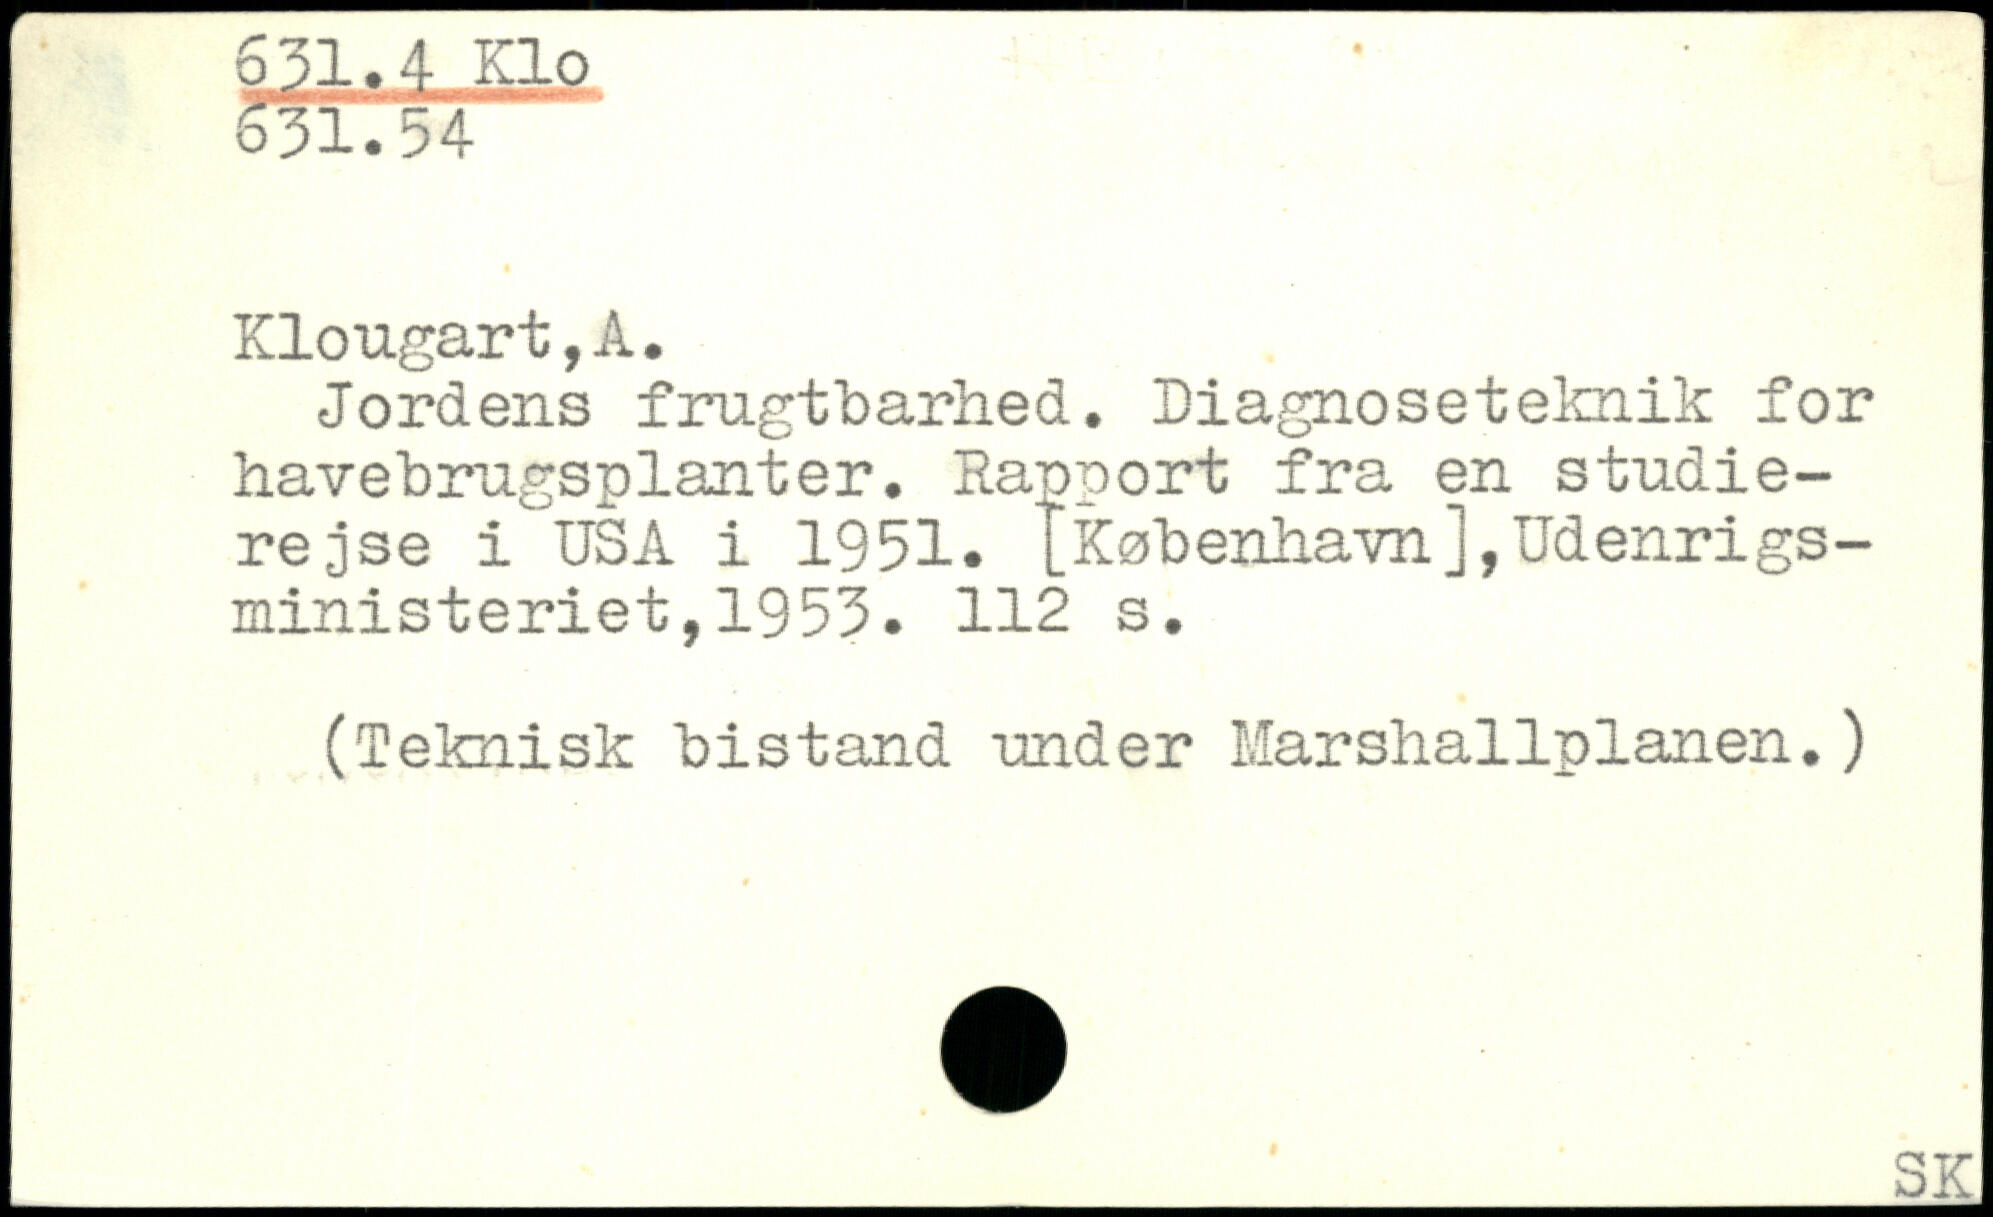 631.4 Klo
631.54
Klougart,A.
Jordens frugtbarhed. Diagnoseteknik for
havebrugsplanter. Rapport fra en studie-
rejse i USA i 1951. [København],Udenrigs-
ministeriet,1953. 112 s.
(Teknisk bistand under Marshallplanen.)
SK